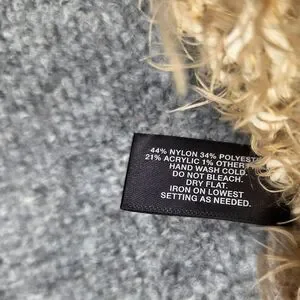 44% NYLON 34% POLYEST
21% ACRYLIC 1% OTHERS
HAND WASH COLD.
DO NOT BLEACH.
DRY FLAT.
IRON ON LOWEST
SETTING AS NEEDED.